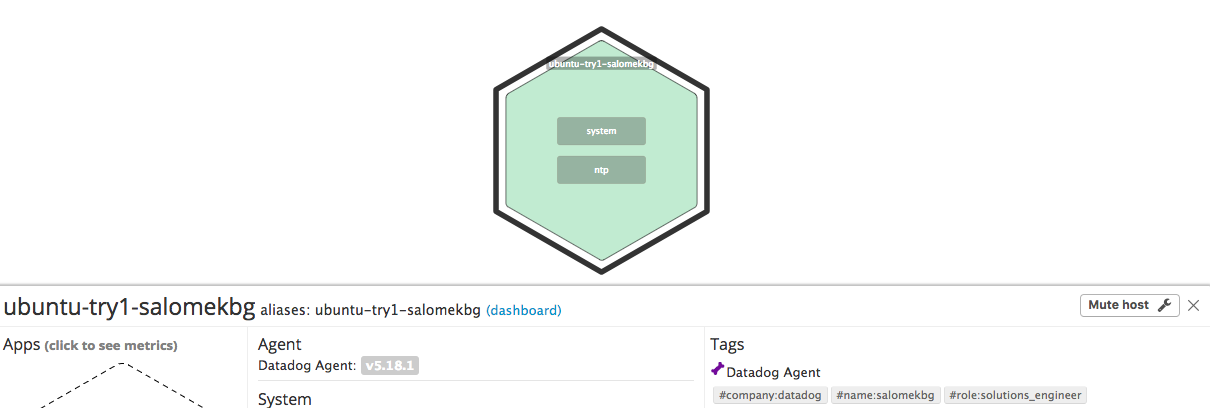 ubuntu-try1-salomekbg
system
ntp
ubuntu-try1-salomekbg aliases: ubuntu-try1-salomekbg (dashboard)
Mute host
Apps (click to see metrics)
Agent
Datadog Agent: v5.18.1
System
Tags
Datadog Agent
#company:datadog #name:salomekbg #role:solutions_engineer